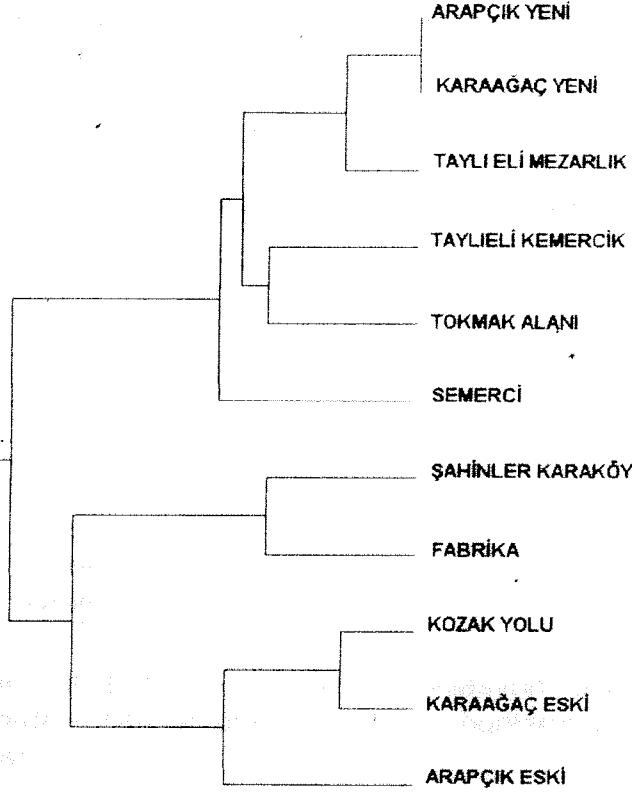 ARAPÇIK YENİ
KARAAĞAÇ YENİ
TAYLI ELİ MEZARLIK
TAYLIELİ KEMERCİK
TOKMAK ALANI
SEMERCİ
ŞAHİNLER KARAKÖY
FABRİKA
KOZAK YOLU
KARAAĞAÇ ESKİ
ARAPÇIK ESKİ